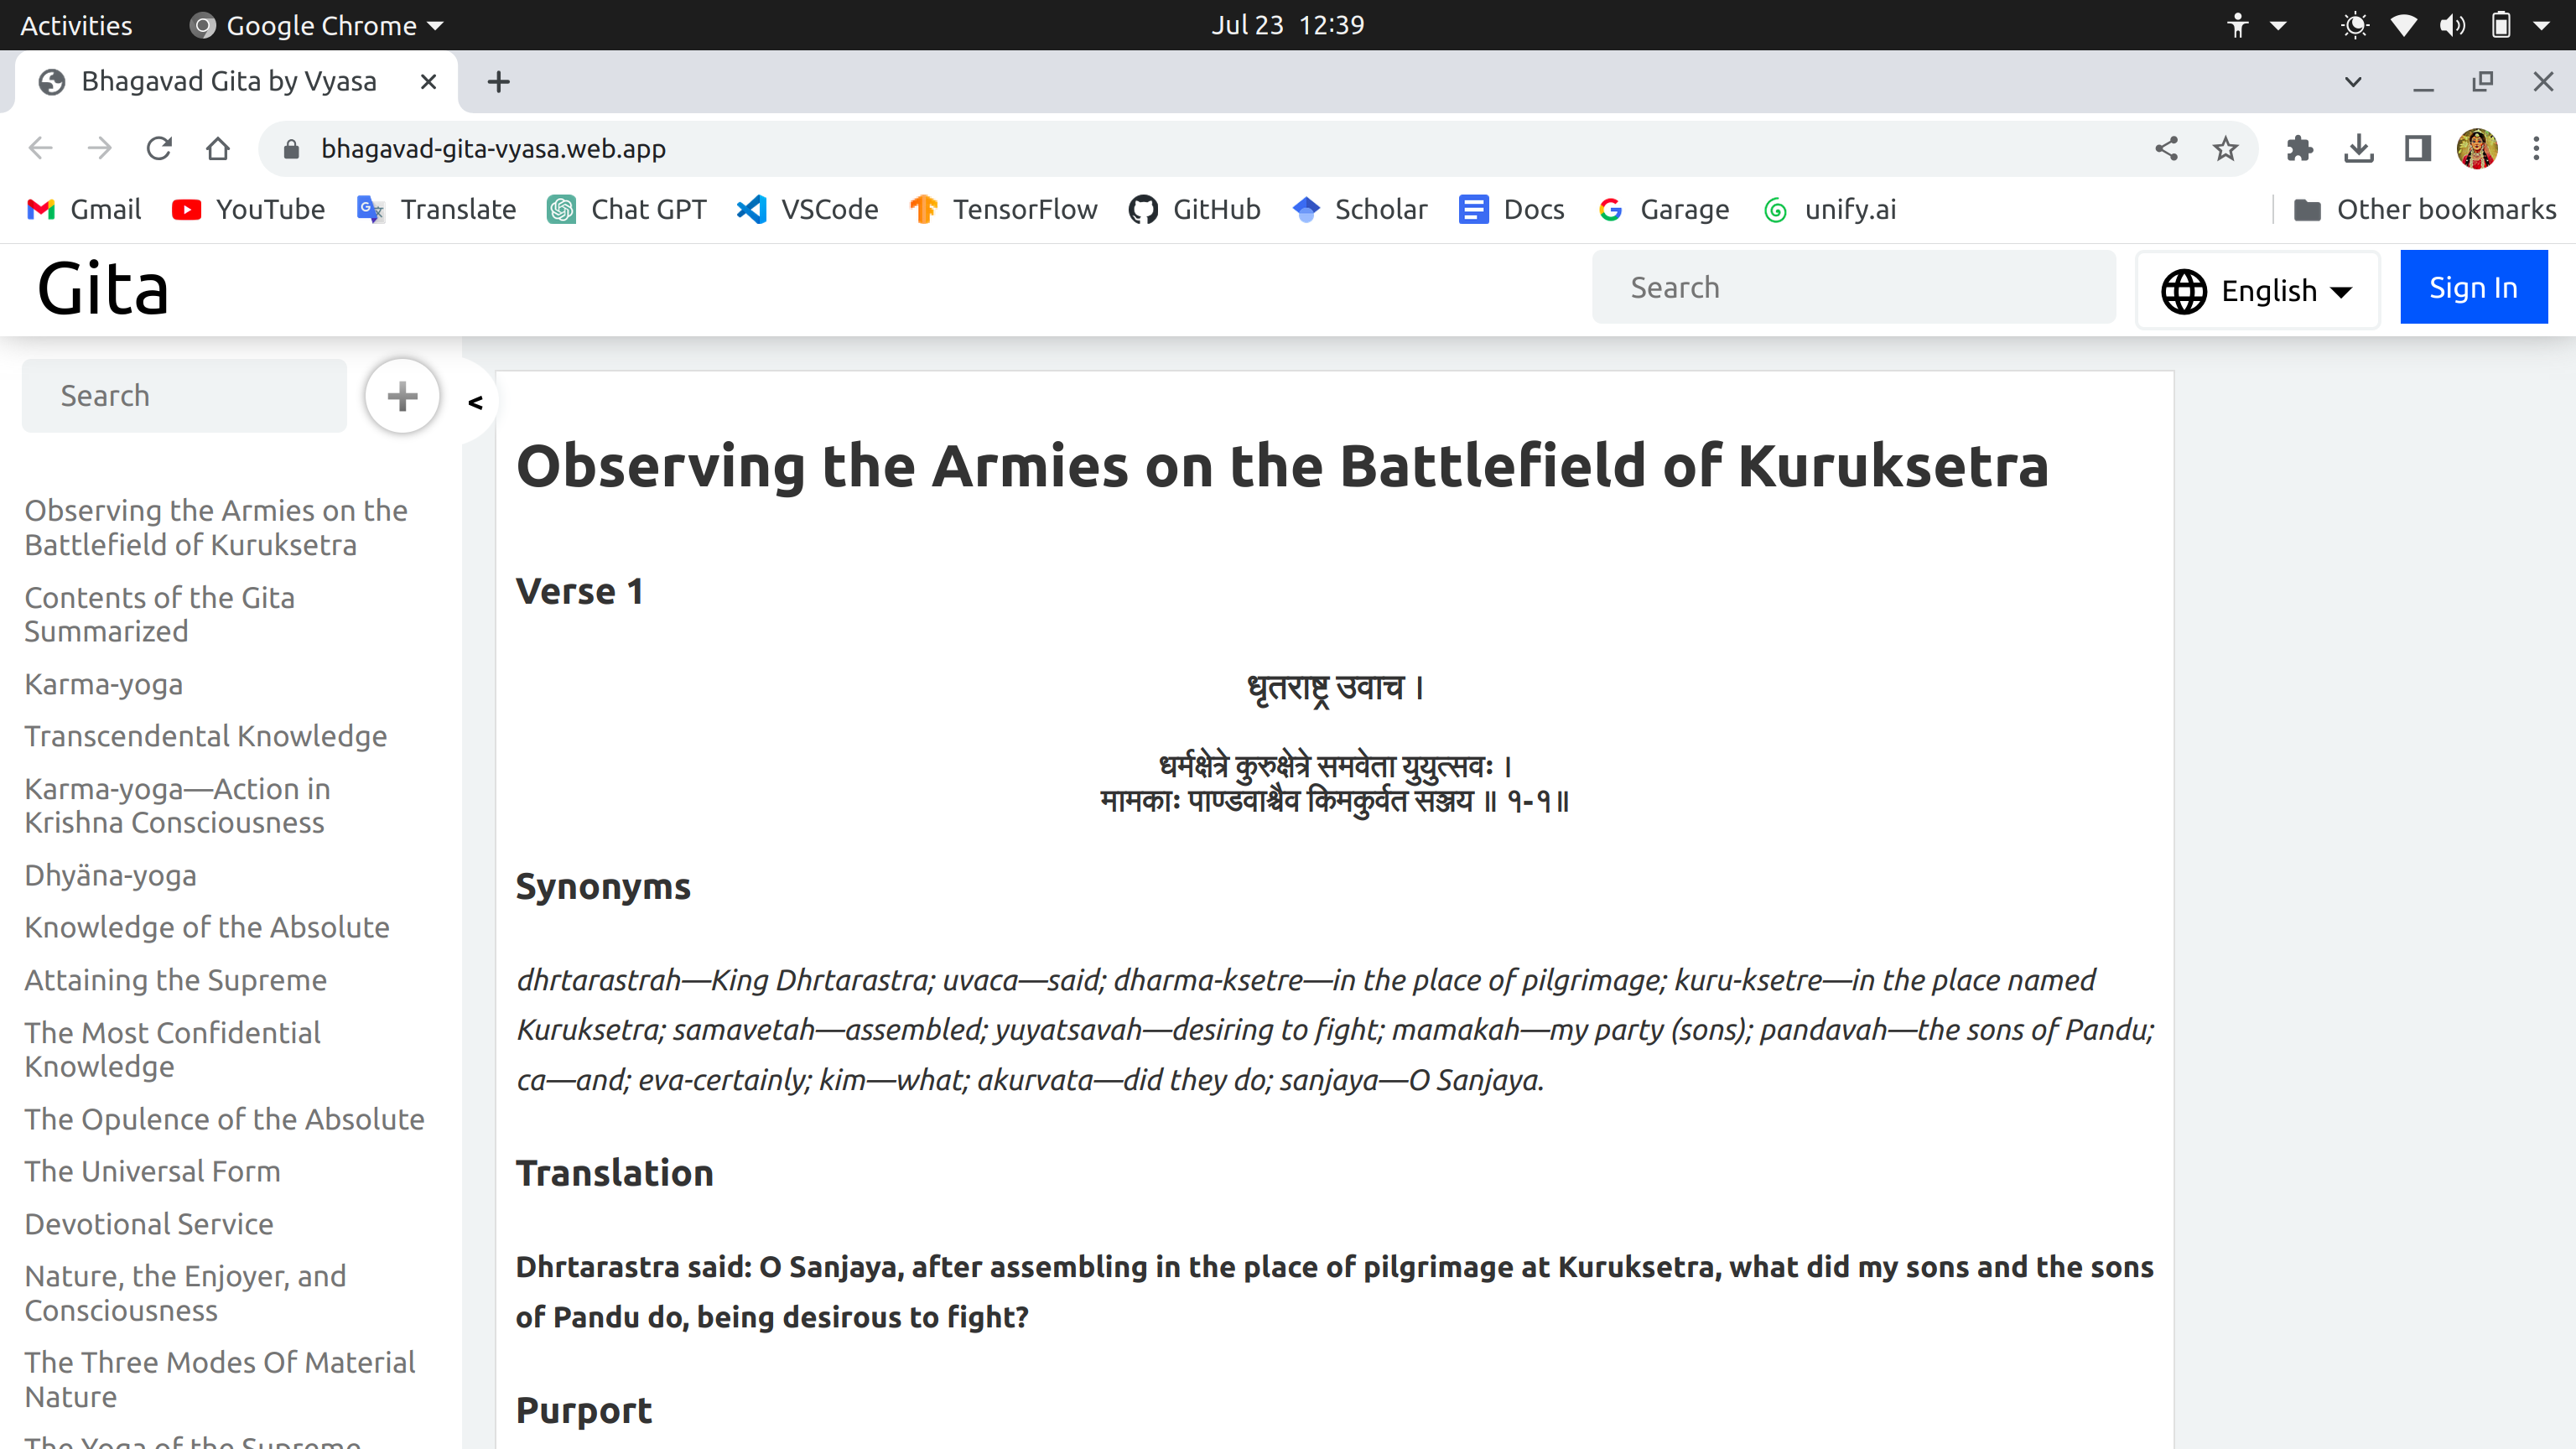 Activities
Google Chrome
Jul 23 12:39
Bhagavad Gita by Vyasa
bhagavad-gita-vyasa.web.app
Gmail
YouTube
Translate
Chat GPT
VSCode
TensorFlow
GitHub
Scholar
Docs
Garage
unify.ai
Other bookmarks
Gita
Search
English
Sign In
Search
<
Observing the Armies on the
Battlefield of Kuruksetra
Contents of the Gita
Summarized
Karma-yoga
Transcendental Knowledge
Karma-yoga—Action in
Krishna Consciousness
Dhyäna-yoga
Knowledge of the Absolute
Attaining the Supreme
The Most Confidential
Knowledge
The Opulence of the Absolute
The Universal Form
Devotional Service
Nature, the Enjoyer, and
Consciousness
The Three Modes Of Material
Nature
The Yoga of the Supreme
Observing the Armies on the Battlefield of Kuruksetra
Verse 1
धृतराष्ट्र उवाच ।
धर्मक्षेत्रे कुरुक्षेत्रे समवेता युयुत्सवः ।
मामकाः पाण्डवाश्चैव किमकुर्वत सञ्जय ॥ १-१॥
Synonyms
dhrtarastrah—King Dhrtarastra; uvaca—said; dharma-ksetre—in the place of pilgrimage; kuru-ksetre—in the place named
Kuruksetra; samavetah—assembled; yuyatsavah—desiring to fight; mamakah—my party (sons); pandavah—the sons of Pandu;
ca—and; eva-certainly; kim—what; akurvata—did they do; sanjaya—O Sanjaya.
Translation
Dhrtarastra said: O Sanjaya, after assembling in the place of pilgrimage at Kuruksetra, what did my sons and the sons
of Pandu do, being desirous to fight?
Purport